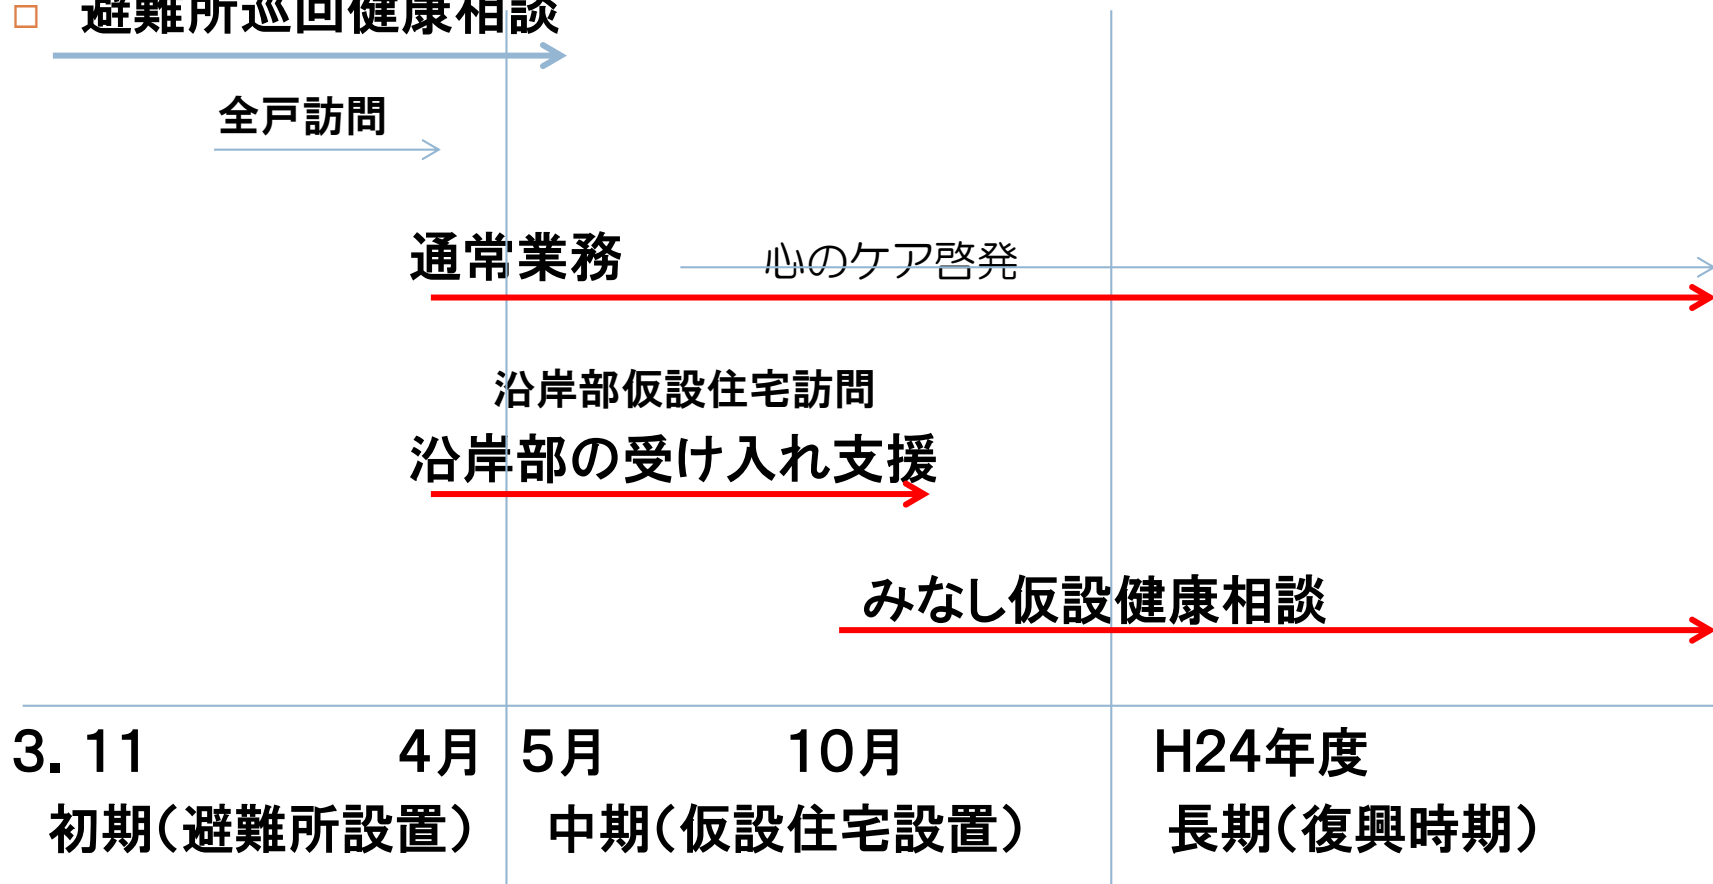 避難所巡回健康相談
全戸訪問
通常業務 心のケア啓発
沿岸部仮設住宅訪問
沿岸部の受け入れ支援
みなし仮設健康相談
3. 11 4月 5月 10月 H24年度
初期(避難所設置) 中期(仮設住宅設置) 長期(復興時期)